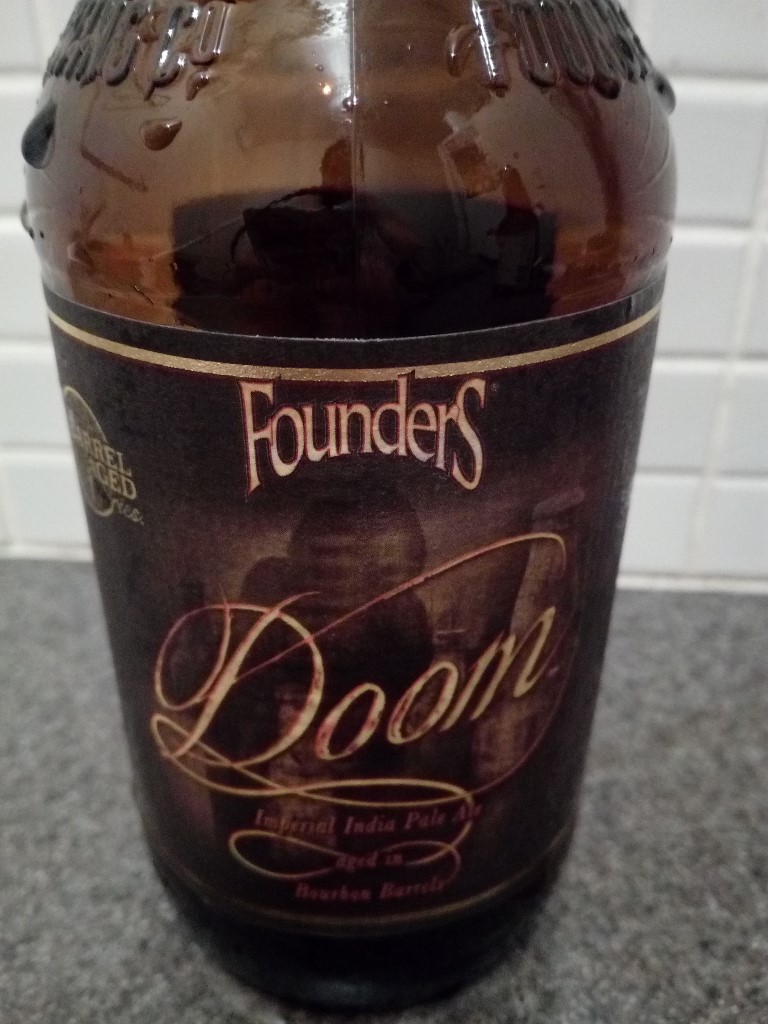 Founders
Doom
Imperial India Pale Ale
aged in
Bourbon Barrels